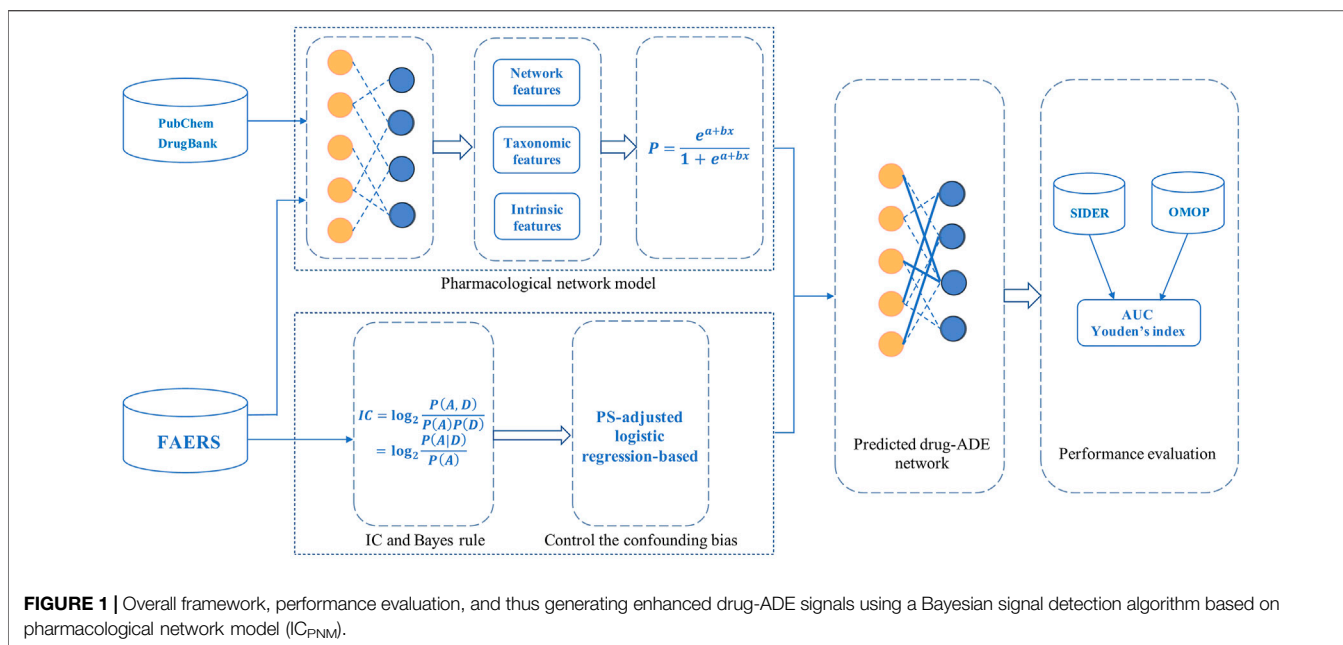 PubChem
DrugBank
FAERS
Network
features
Taxonomic
features
Intrinsic
features
P = e^{a+bx} / 1 + e^{a+bx}
Pharmacological network model
IC = log₂ P(A, D) / P(A)P(D)
= log₂ P(A|D) / P(A)
IC and Bayes rule
PS-adjusted
logistic
regression-based
Control the confounding bias
Predicted drug-ADE
network
SIDER
OMOP
AUC
Youden's index
Performance evaluation
FIGURE 1 | Overall framework, performance evaluation, and thus generating enhanced drug-ADE signals using a Bayesian signal detection algorithm based on
pharmacological network model (IC_PNM).